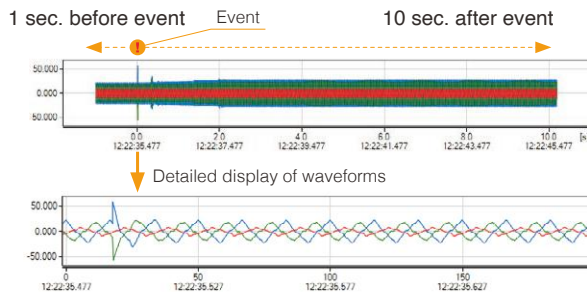 1 sec. before event Event 10 sec. after event
!
50.000
0.000
50.000
0.0 2.0 4.0 6.0 8.0 10.0
12:22:35.477 12:22:37.477 12:22:39.477 12:22:41.477 12:22:43.477 12:22:45.477
Detailed display of waveforms
50.000
0.000
-50.000
0 50 100 150
12:22:35.477 12:22:35.527 12:22:35.577 12:22:35.627